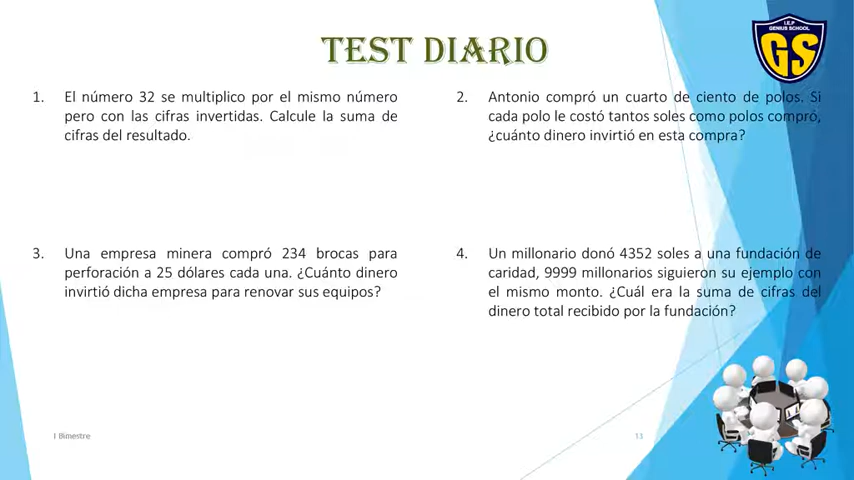 TEST DIARIO
I.E.P
GENIUS SCHOOL
GS
1. El número 32 se multiplico por el mismo número
pero con las cifras invertidas. Calcule la suma de
cifras del resultado.
2. Antonio compró un cuarto de ciento de polos. Si
cada polo le costó tantos soles como polos compró,
¿cuánto dinero invirtió en esta compra?
3. Una empresa minera compró 234 brocas para
perforación a 25 dólares cada una. ¿Cuánto dinero
invirtió dicha empresa para renovar sus equipos?
4. Un millonario donó 4352 soles a una fundación de
caridad, 9999 millonarios siguieron su ejemplo con
el mismo monto. ¿Cuál era la suma de cifras del
dinero total recibido por la fundación?
I Bimestre
13